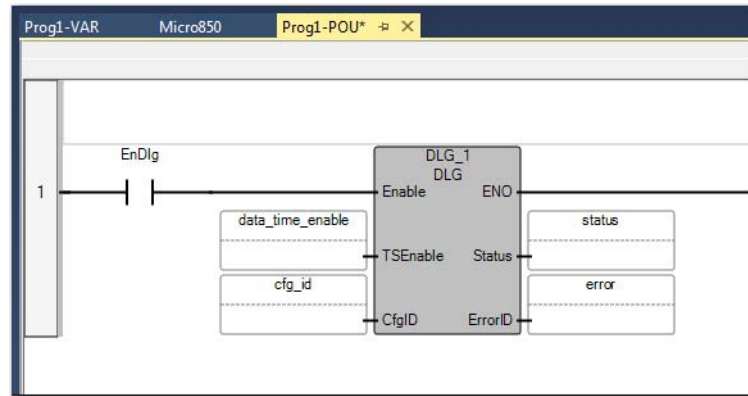 Prog1-VAR Micro850 Prog1-POU*
EnDlg DLG_1
DLG
1 Enable ENO
data_time_enable status
TSEnable Status
cfg_id error
CfgID ErrorID